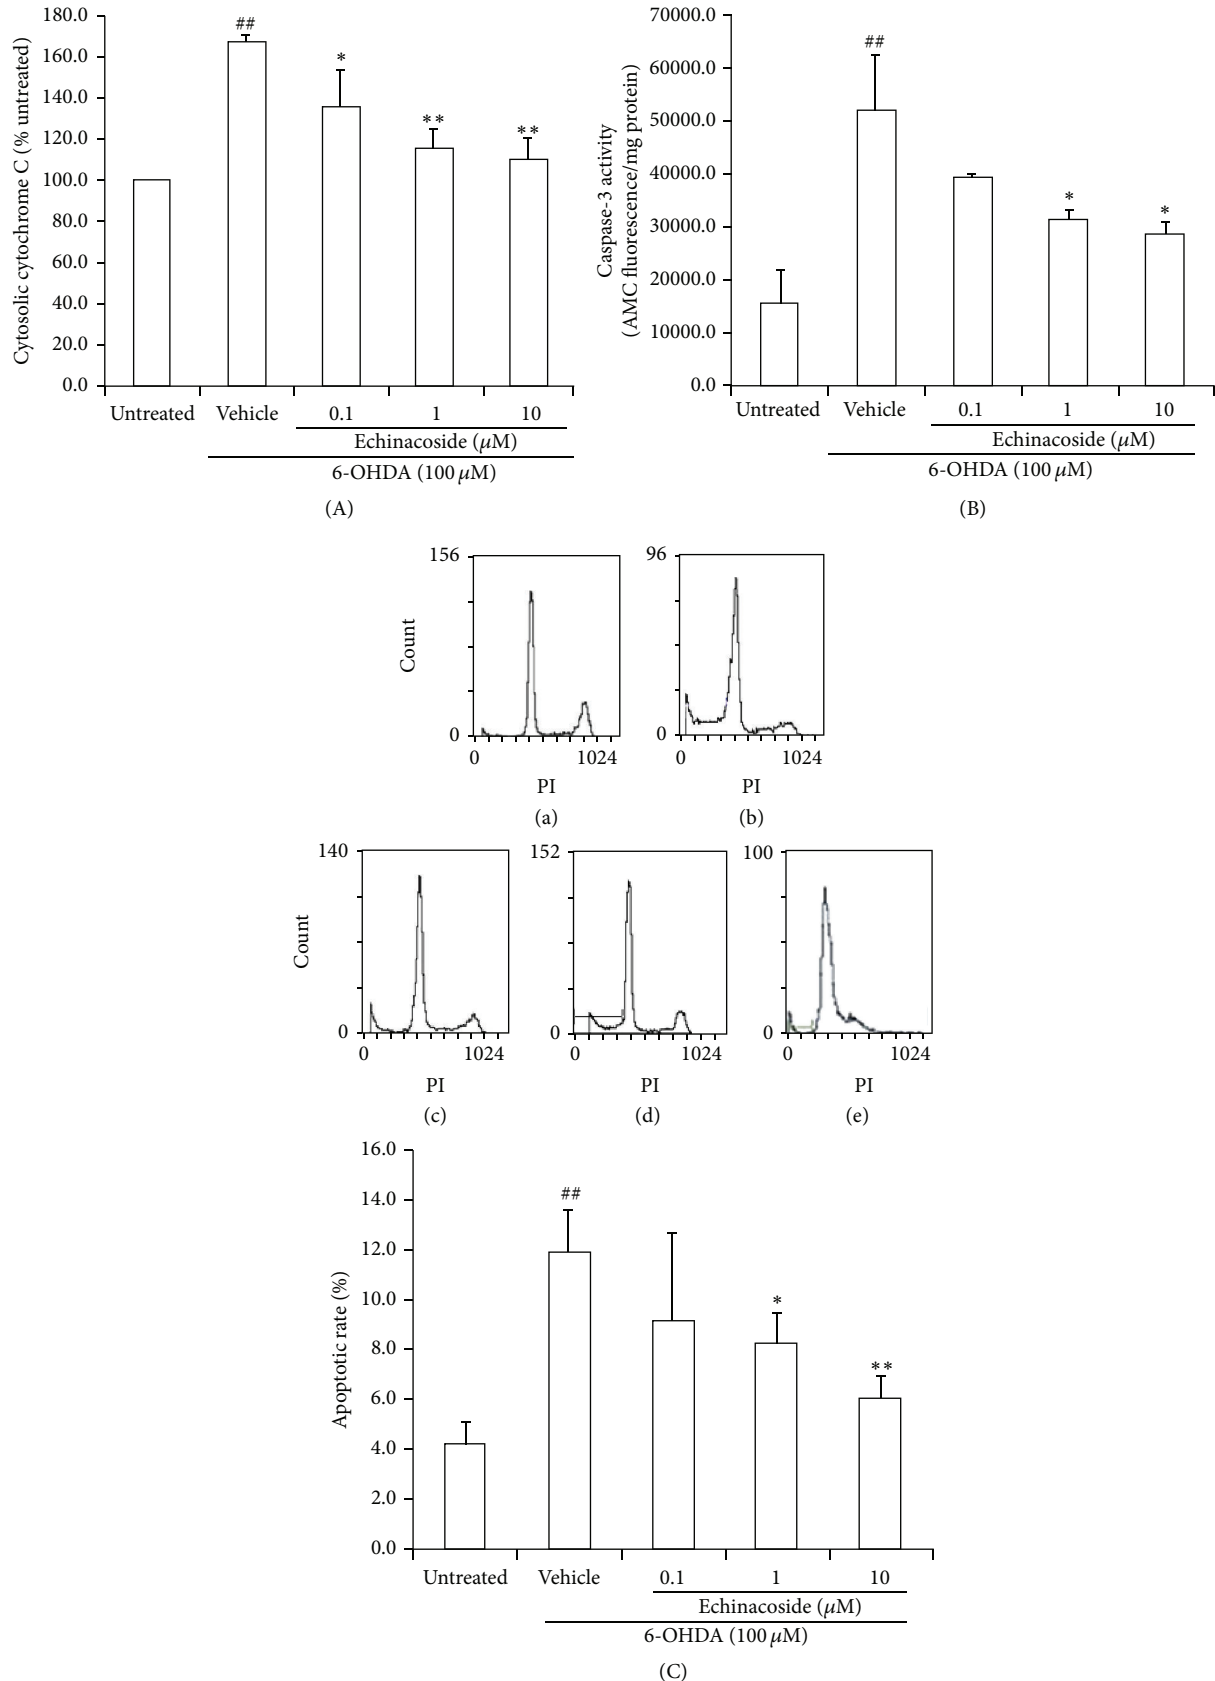 Cytosolic cytochrome C (% untreated)
180.0
160.0
140.0
120.0
100.0
80.0
60.0
40.0
20.0
0.0
##
*
**
**
Untreated Vehicle 0.1 1 10
Echinacoside (μM)
6-OHDA (100 μM)
(A)
Caspase-3 activity
(AMC fluorescence/mg protein)
70000.0
60000.0
50000.0
40000.0
30000.0
20000.0
10000.0
0.0
##
*
*
Untreated Vehicle 0.1 1 10
Echinacoside (μM)
6-OHDA (100 μM)
(B)
156
Count
0
0 1024
PI
(a)
96
0
0 1024
PI
(b)
140
Count
0
0 1024
PI
(c)
152
0
0 1024
PI
(d)
100
0
0 1024
PI
(e)
Apoptotic rate (%)
16.0
14.0
12.0
10.0
8.0
6.0
4.0
2.0
0.0
##
*
**
Untreated Vehicle 0.1 1 10
Echinacoside (μM)
6-OHDA (100 μM)
(C)